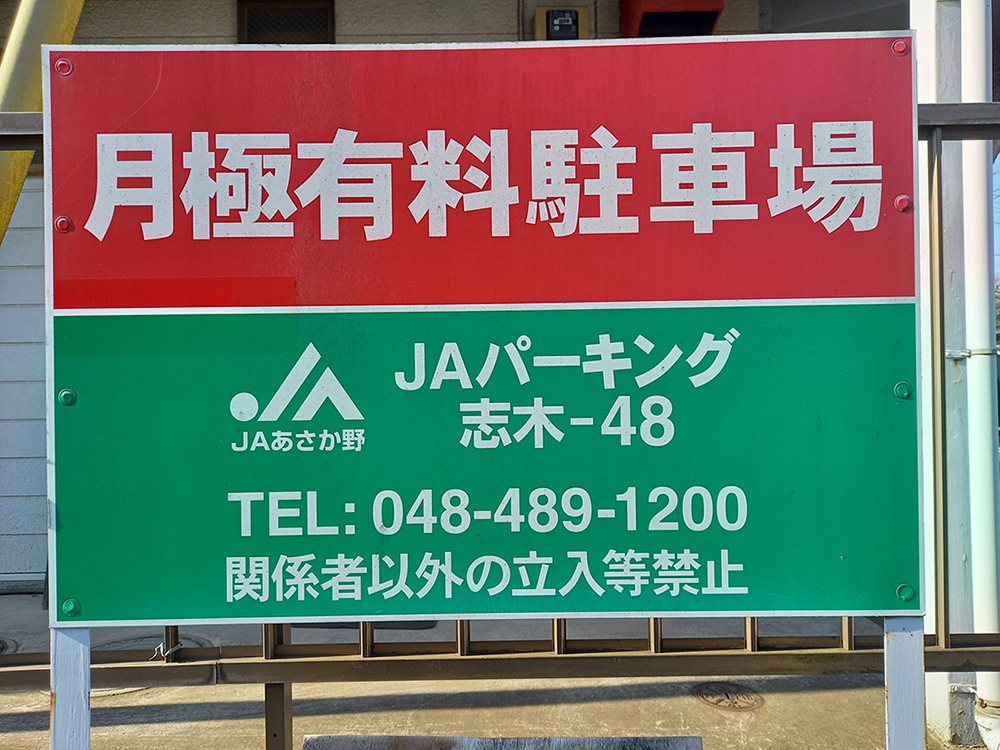 月極有料駐車場
JAパーキング
志木-48
JAあさか野
TEL: 048-489-1200
関係者以外の立入等禁止